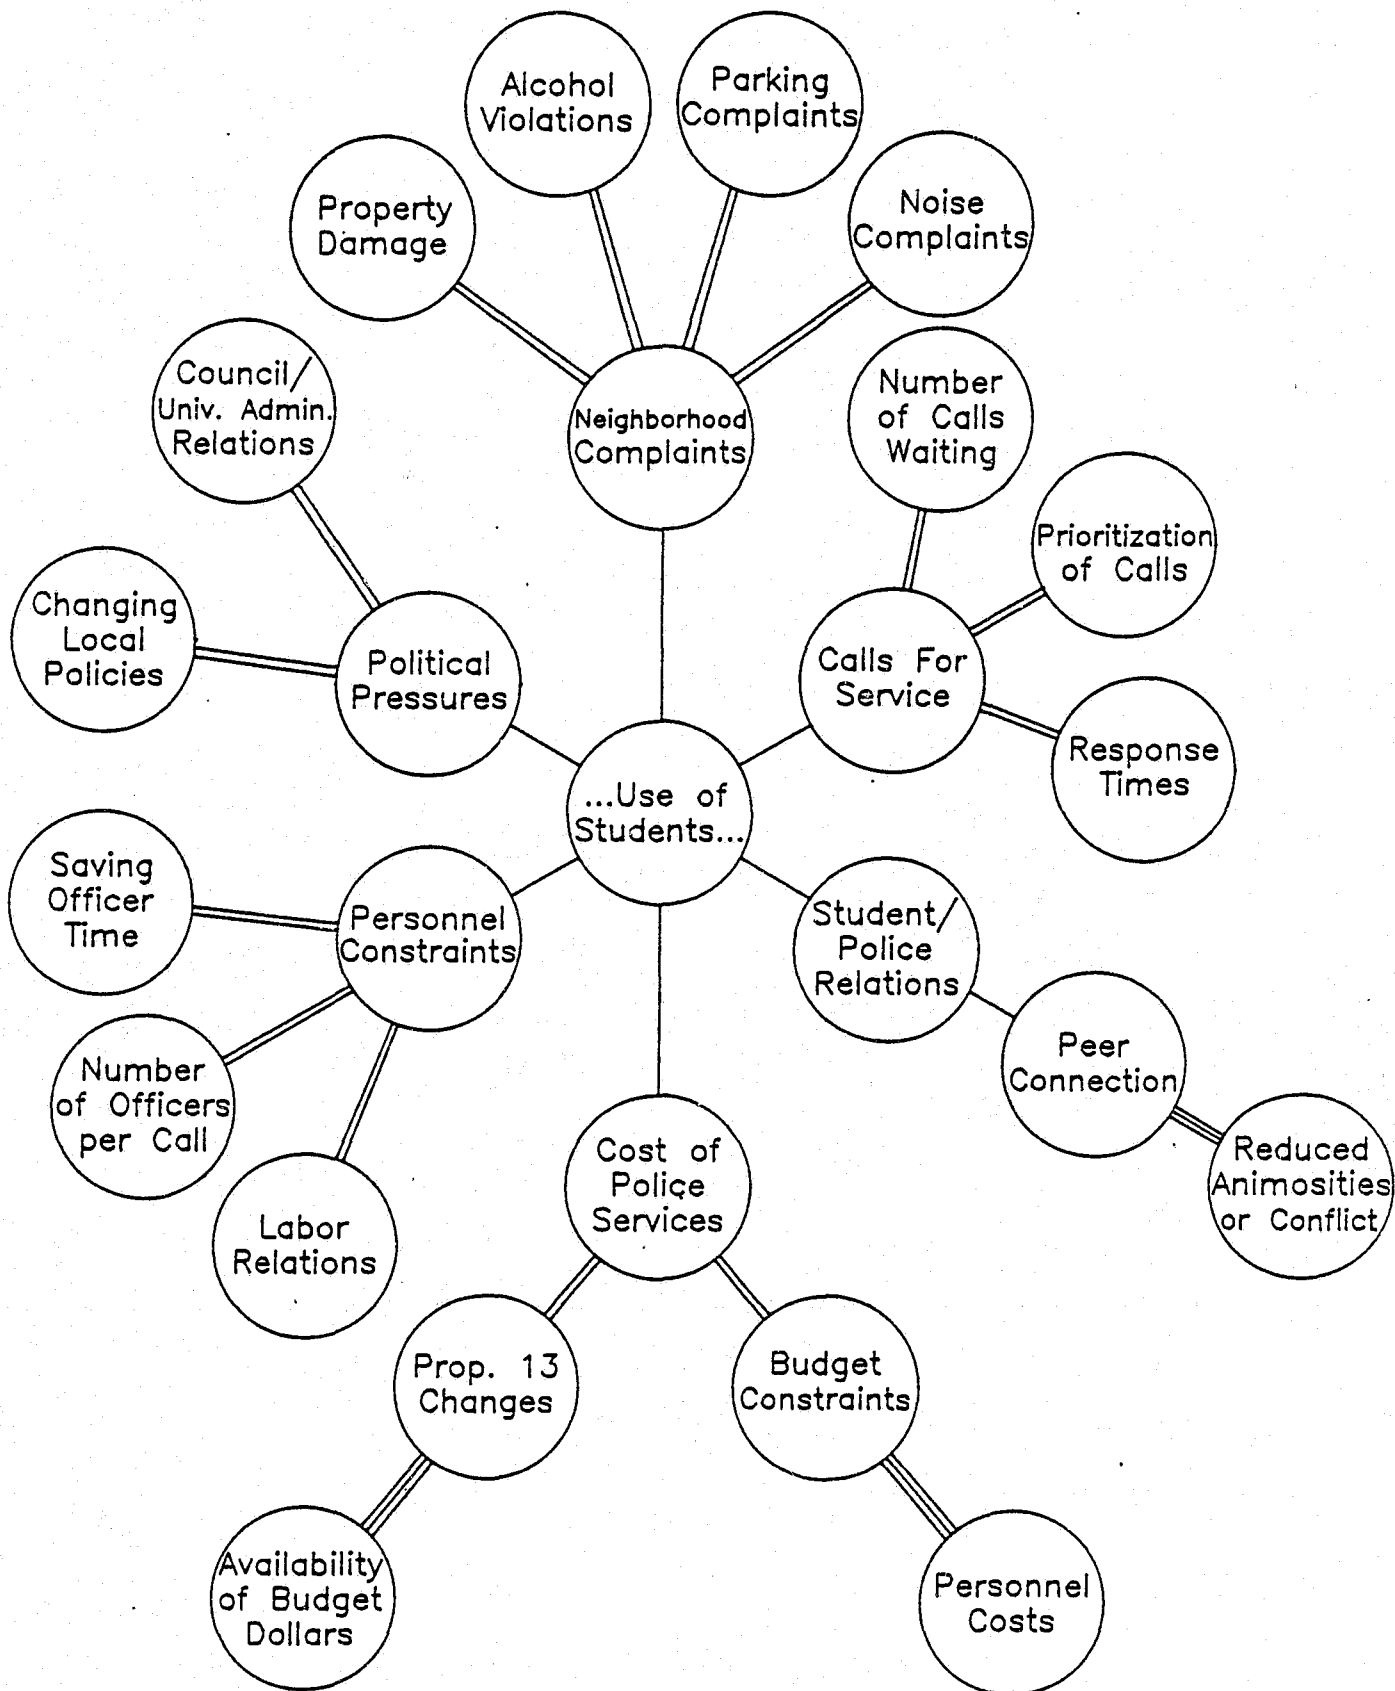 Alcohol
Violations
Parking
Complaints
Property
Damage
Noise
Complaints
Council/
Univ. Admin.
Relations
Neighborhood
Complaints
Number
of Calls
Waiting
Prioritization
of Calls
Changing
Local
Policies
Political
Pressures
Calls For
Service
Response
Times
...Use of
Students...
Saving
Officer
Time
Personnel
Constraints
Student/
Police
Relations
Number
of Officers
per Call
Peer
Connection
Labor
Relations
Cost of
Police
Services
Reduced
Animosities
or Conflict
Prop. 13
Changes
Budget
Constraints
Availability
of Budget
Dollars
Personnel
Costs